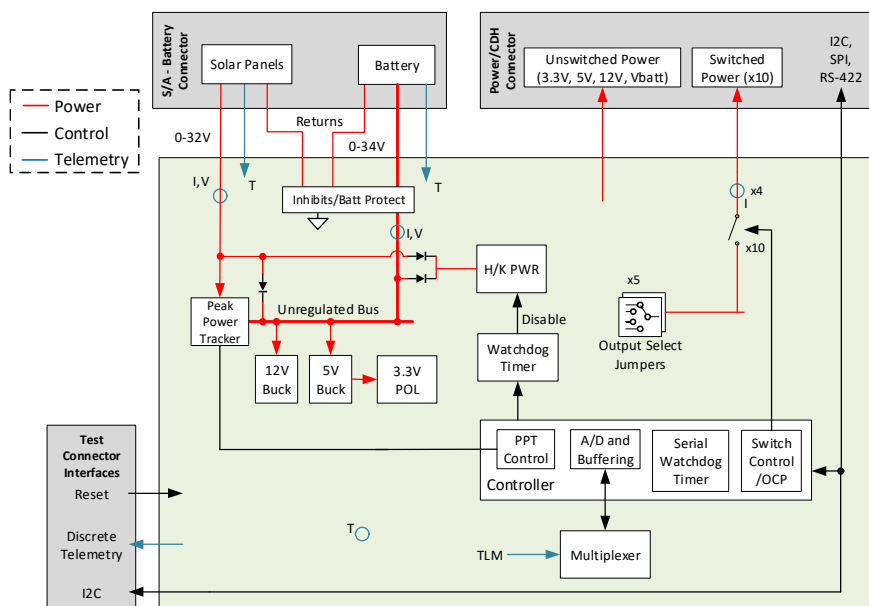 S/A - Battery
Connector
Solar Panels
Battery
Power/CDH
Connector
Unswitched Power
(3.3V, 5V, 12V, Vbatt)
Switched
Power (x10)
I2C,
SPI,
RS-422
Power
Control
Telemetry
Returns
0-32V
0-34V
T
T
I,V
Inhibits/Batt Protect
I,V
x4
I
x10
H/K PWR
Peak
Power
Tracker
Unregulated Bus
Disable
x5
Output Select
Jumpers
12V
Buck
5V
Buck
3.3V
POL
Watchdog
Timer
Test
Connector
Interfaces
Reset
Discrete
Telemetry
I2C
PPT
Control
A/D and
Buffering
Serial
Watchdog
Timer
Switch
Control
/OCP
Controller
T
TLM
Multiplexer